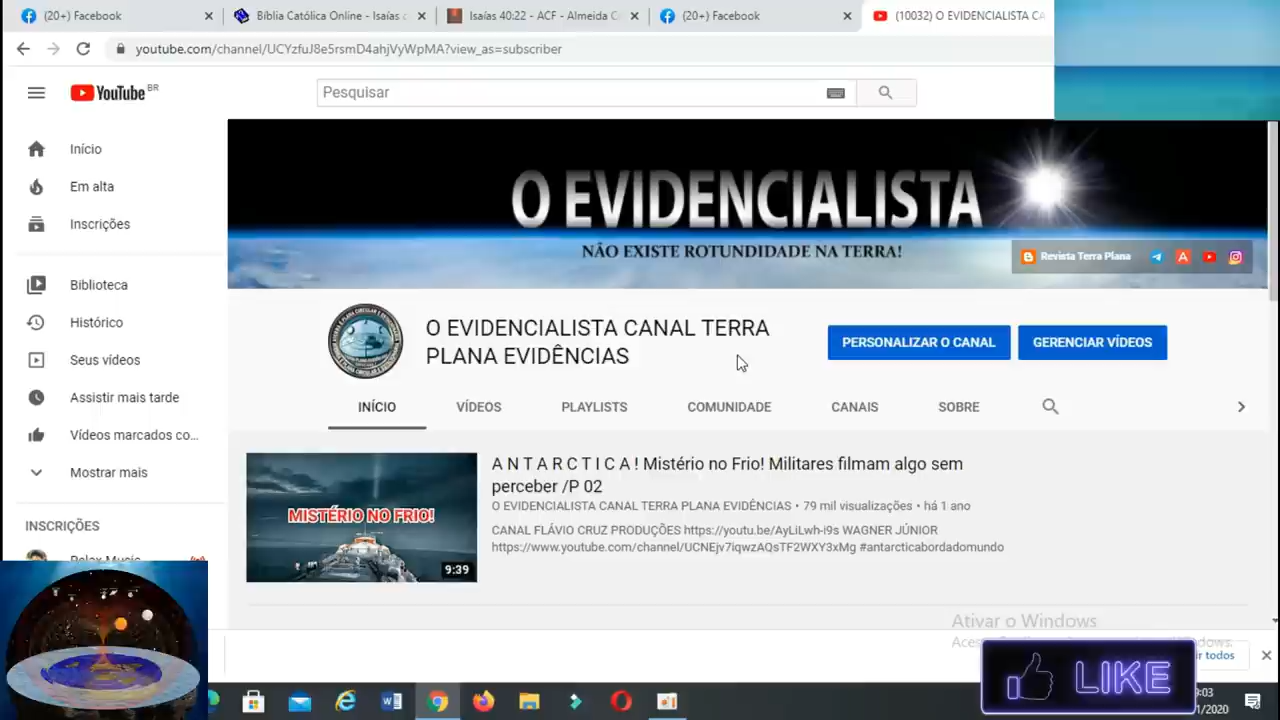 (20+) Facebook
Bíblia Católica Online - Isaías
Isaías 40:22 - ACF - Almeida C
(20+) Facebook
(10032) O EVIDENCIALISTA CA
youtube.com/channel/UCYzfuJ8e5rsmD4ahjVyWpMA?view_as=subscriber
YouTube BR
Pesquisar
Início
Em alta
Inscrições
Biblioteca
Histórico
Seus vídeos
Assistir mais tarde
Vídeos marcados co...
Mostrar mais
INSCRIÇÕES
O EVIDENCIALISTA
NÃO EXISTE ROTUNDIDADE NA TERRA!
Revista Terra Plana
O EVIDENCIALISTA CANAL TERRA
PLANA EVIDÊNCIAS
PERSONALIZAR O CANAL
GERENCIAR VÍDEOS
INÍCIO
VÍDEOS
PLAYLISTS
COMUNIDADE
CANAIS
SOBRE
MISTÉRIO NO FRIO!
9:39
A N T A R C T I C A ! Mistério no Frio! Militares filmam algo sem
perceber /P 02
O EVIDENCIALISTA CANAL TERRA PLANA EVIDÊNCIAS • 79 mil visualizações • há 1 ano
CANAL FLÁVIO CRUZ PRODUÇÕES https://youtu.be/AyLiLwh-i9s WAGNER JÚNIOR
https://www.youtube.com/channel/UCNEjv7iqwzAQsTF2WXY3xMg #antarcticabordadomundo
Ativar o Windows
todos
LIKE